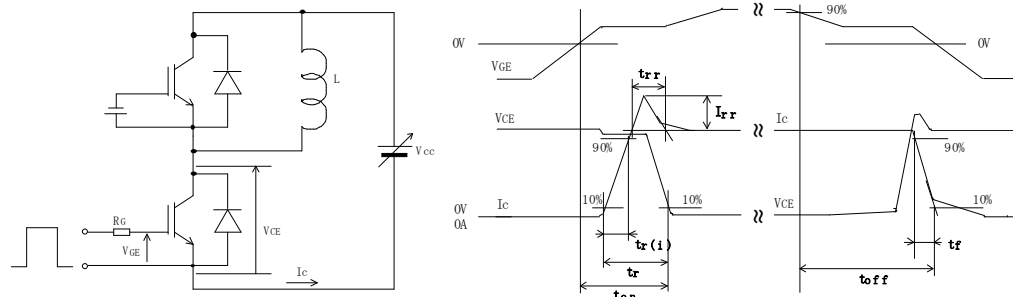 L
Vcc
RG
VGE
VCE
Ic
0V
VGE
90%
0V
trr
Irr
VCE
90%
Ic
90%
10%
10%
Ic
0V
0A
VCE
10%
tr(i)
tr
ton
tf
toff